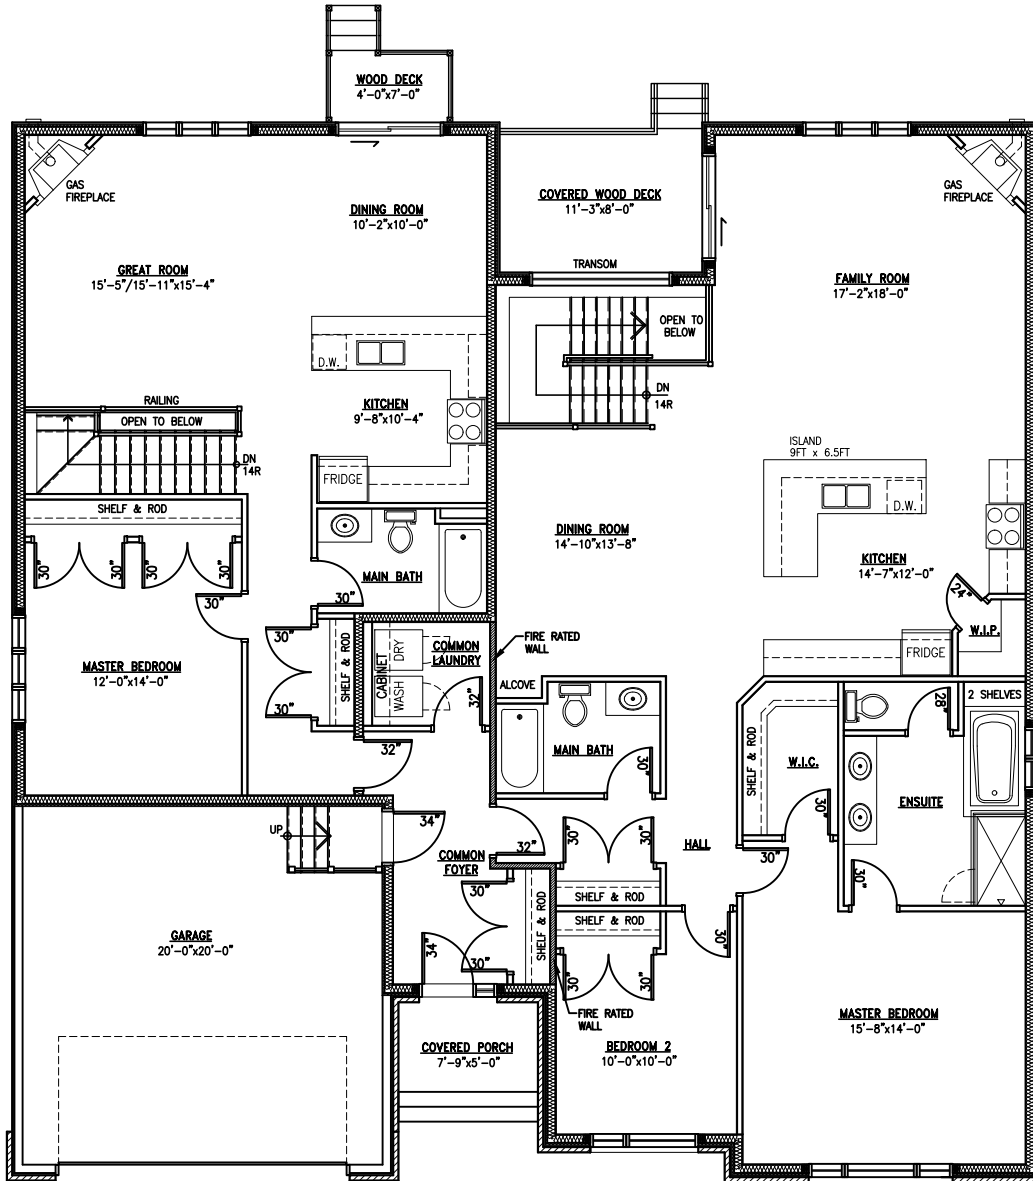 WOOD DECK
4'-0"x7'-0"
GAS
FIREPLACE
DINING ROOM
10'-2"x10'-0"
COVERED WOOD DECK
11'-3"x8'-0"
GAS
FIREPLACE
GREAT ROOM
15'-5"/15'-11"x15'-4"
TRANSOM
FAMILY ROOM
17'-2"x18'-0"
OPEN TO
BELOW
D.W.
DN
14R
RAILING
OPEN TO BELOW
KITCHEN
9'-8"x10'-4"
DN
14R
FRIDGE
ISLAND
9FT x 6.5FT
D.W.
SHELF & ROD
DINING ROOM
14'-10"x13'-8"
KITCHEN
14'-7"x12'-0"
30"
30"
30"
30"
MAIN BATH
30"
30"
24"
30"
SHELF & ROD
30"
CABINET
WASH
DRY
COMMON
LAUNDRY
32"
FIRE RATED
WALL
W.I.P.
FRIDGE
MASTER BEDROOM
12'-0"x14'-0"
ALCOVE
2 SHELVES
28"
32"
MAIN BATH
30"
SHELF & ROD
W.I.C.
30"
ENSUITE
UP
34"
COMMON
FOYER
32"
30"
30"
HALL
30"
30"
30"
SHELF & ROD
SHELF & ROD
SHELF & ROD
30"
GARAGE
20'-0"x20'-0"
34"
30"
30"
30"
30"
FIRE RATED
WALL
MASTER BEDROOM
15'-8"x14'-0"
COVERED PORCH
7'-9"x5'-0"
BEDROOM 2
10'-0"x10'-0"